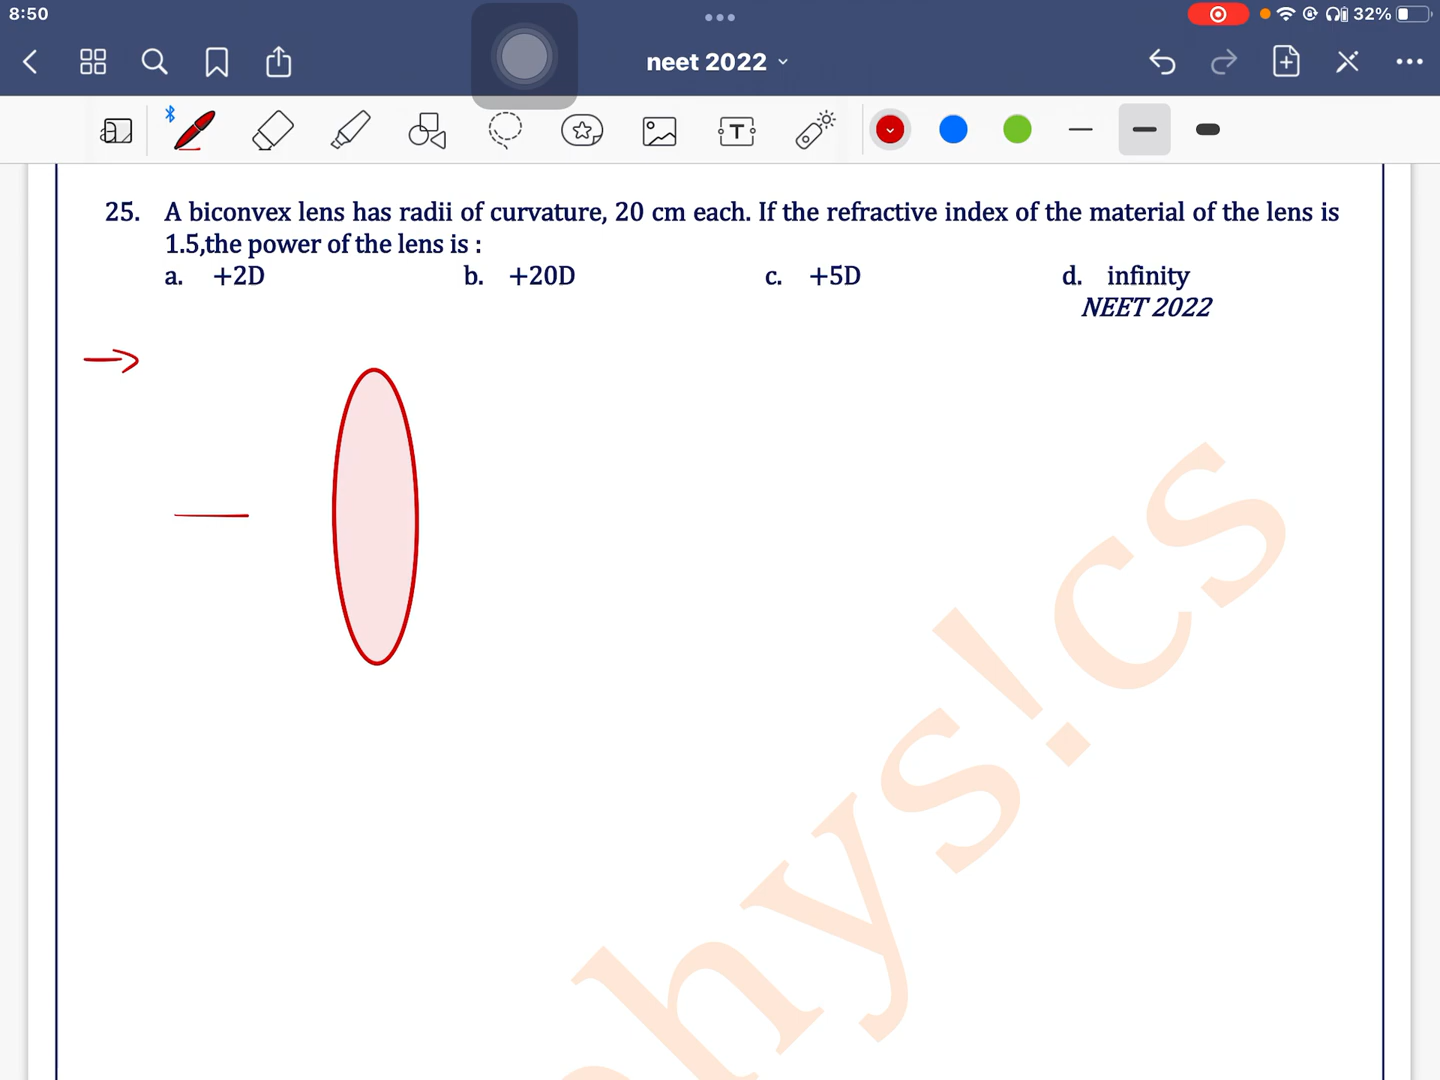 8:50
32%
neet 2022
25. A biconvex lens has radii of curvature, 20 cm each. If the refractive index of the material of the lens is
1.5,the power of the lens is :
a. +2D b. +20D c. +5D d. infinity
NEET 2022
hys!cs